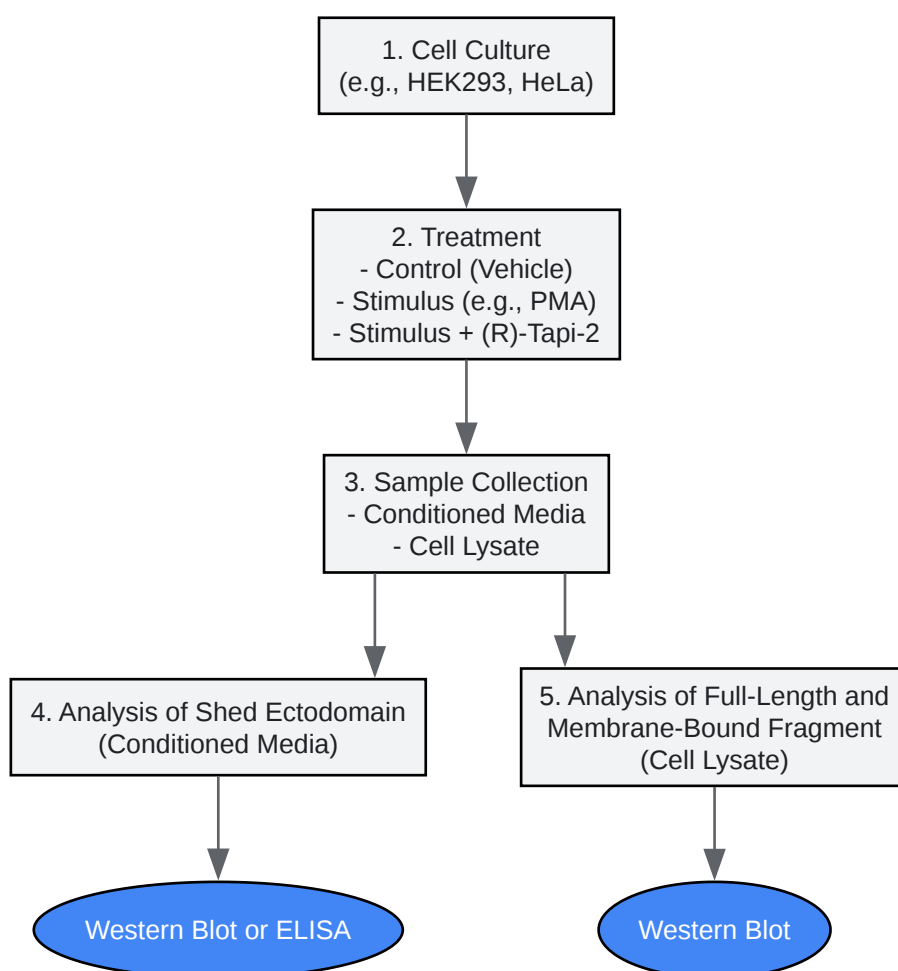 1. Cell Culture
(e.g., HEK293, HeLa)
2. Treatment
- Control (Vehicle)
- Stimulus (e.g., PMA)
- Stimulus + (R)-Tapi-2
3. Sample Collection
- Conditioned Media
- Cell Lysate
4. Analysis of Shed Ectodomain
(Conditioned Media)
5. Analysis of Full-Length and
Membrane-Bound Fragment
(Cell Lysate)
Western Blot or ELISA
Western Blot